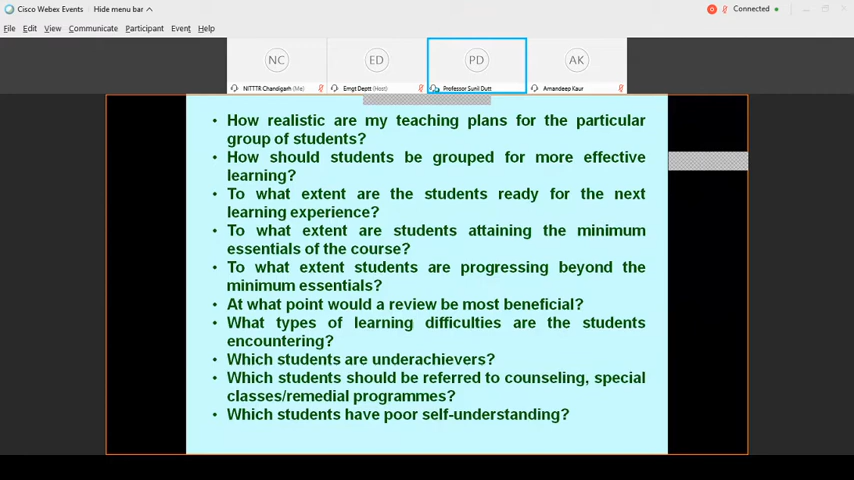 Cisco Webex Events Hide menu bar
Connected
File Edit View Communicate Participant Event Help
NC ED PD AK
NITTTR Chandigarh (Me) Emgt Deptt (Host) Professor Sunil Dutt Amandeep Kaur
• How realistic are my teaching plans for the particular
group of students?
• How should students be grouped for more effective
learning?
• To what extent are the students ready for the next
learning experience?
• To what extent are students attaining the minimum
essentials of the course?
• To what extent students are progressing beyond the
minimum essentials?
• At what point would a review be most beneficial?
• What types of learning difficulties are the students
encountering?
• Which students are underachievers?
• Which students should be referred to counseling, special
classes/remedial programmes?
• Which students have poor self-understanding?